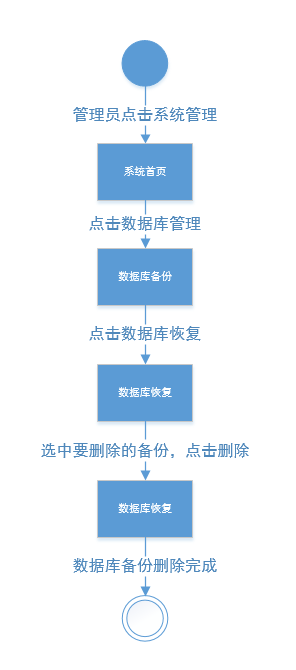 管理员点击系统管理
系统首页
点击数据库管理
数据库备份
点击数据库恢复
数据库恢复
选中要删除的备份，点击删除
数据库恢复
数据库备份删除完成